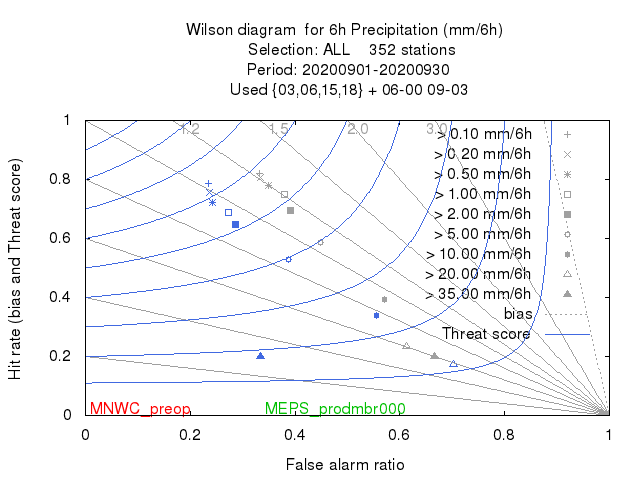 Wilson diagram  for 6h Precipitation (mm/6h)
Selection: ALL    352 stations
Period: 20200901-20200930
Used {03,06,15,18} + 06-00 09-03
Hit rate (bias and Threat score)
1
0.8
0.6
0.4
0.2
0
1.2 1.5 2.0 3.0
> 0.10 mm/6h
> 0.20 mm/6h
> 0.50 mm/6h
> 1.00 mm/6h
> 2.00 mm/6h
> 5.00 mm/6h
> 10.00 mm/6h
> 20.00 mm/6h
> 35.00 mm/6h
bias
Threat score
MNWC_preop MEPS_prodmbr000
0 0.2 0.4 0.6 0.8 1
False alarm ratio